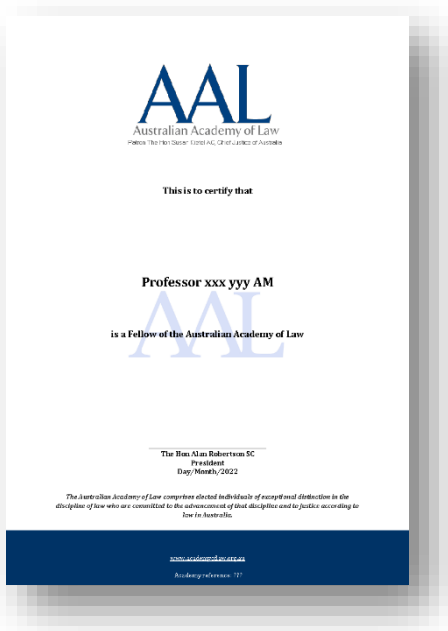 AAL
Australian Academy of Law
Patron The Hon Susan Kiefel AC, Chief Justice of Australia
This is to certify that
Professor xxx yyy AM
AAL
is a Fellow of the Australian Academy of Law
The Hon Alan Robertson SC
President
Day/Month/2022
The Australian Academy of Law comprises elected individuals of exceptional distinction in the
discipline of law who are committed to the advancement of that discipline and to justice according to
law in Australia.
www.academyoflaw.org.au
Academy reference: ???